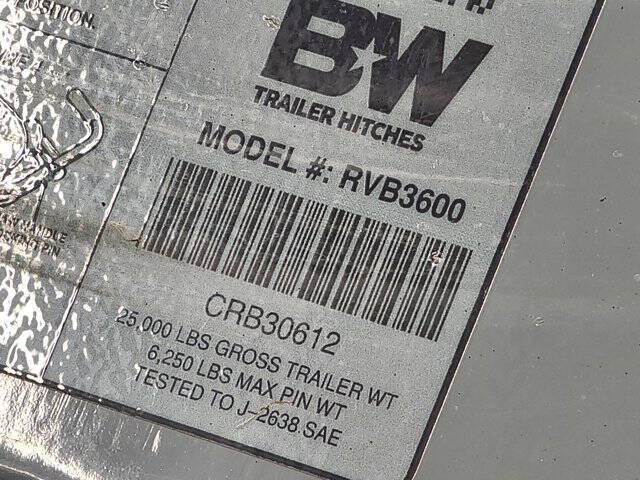 POSITION.
BW
TRAILER HITCHES
MODEL #: RVB3600
CRB30612
25,000 LBS GROSS TRAILER WT
6,250 LBS MAX PIN WT
TESTED TO J-2638 SAE